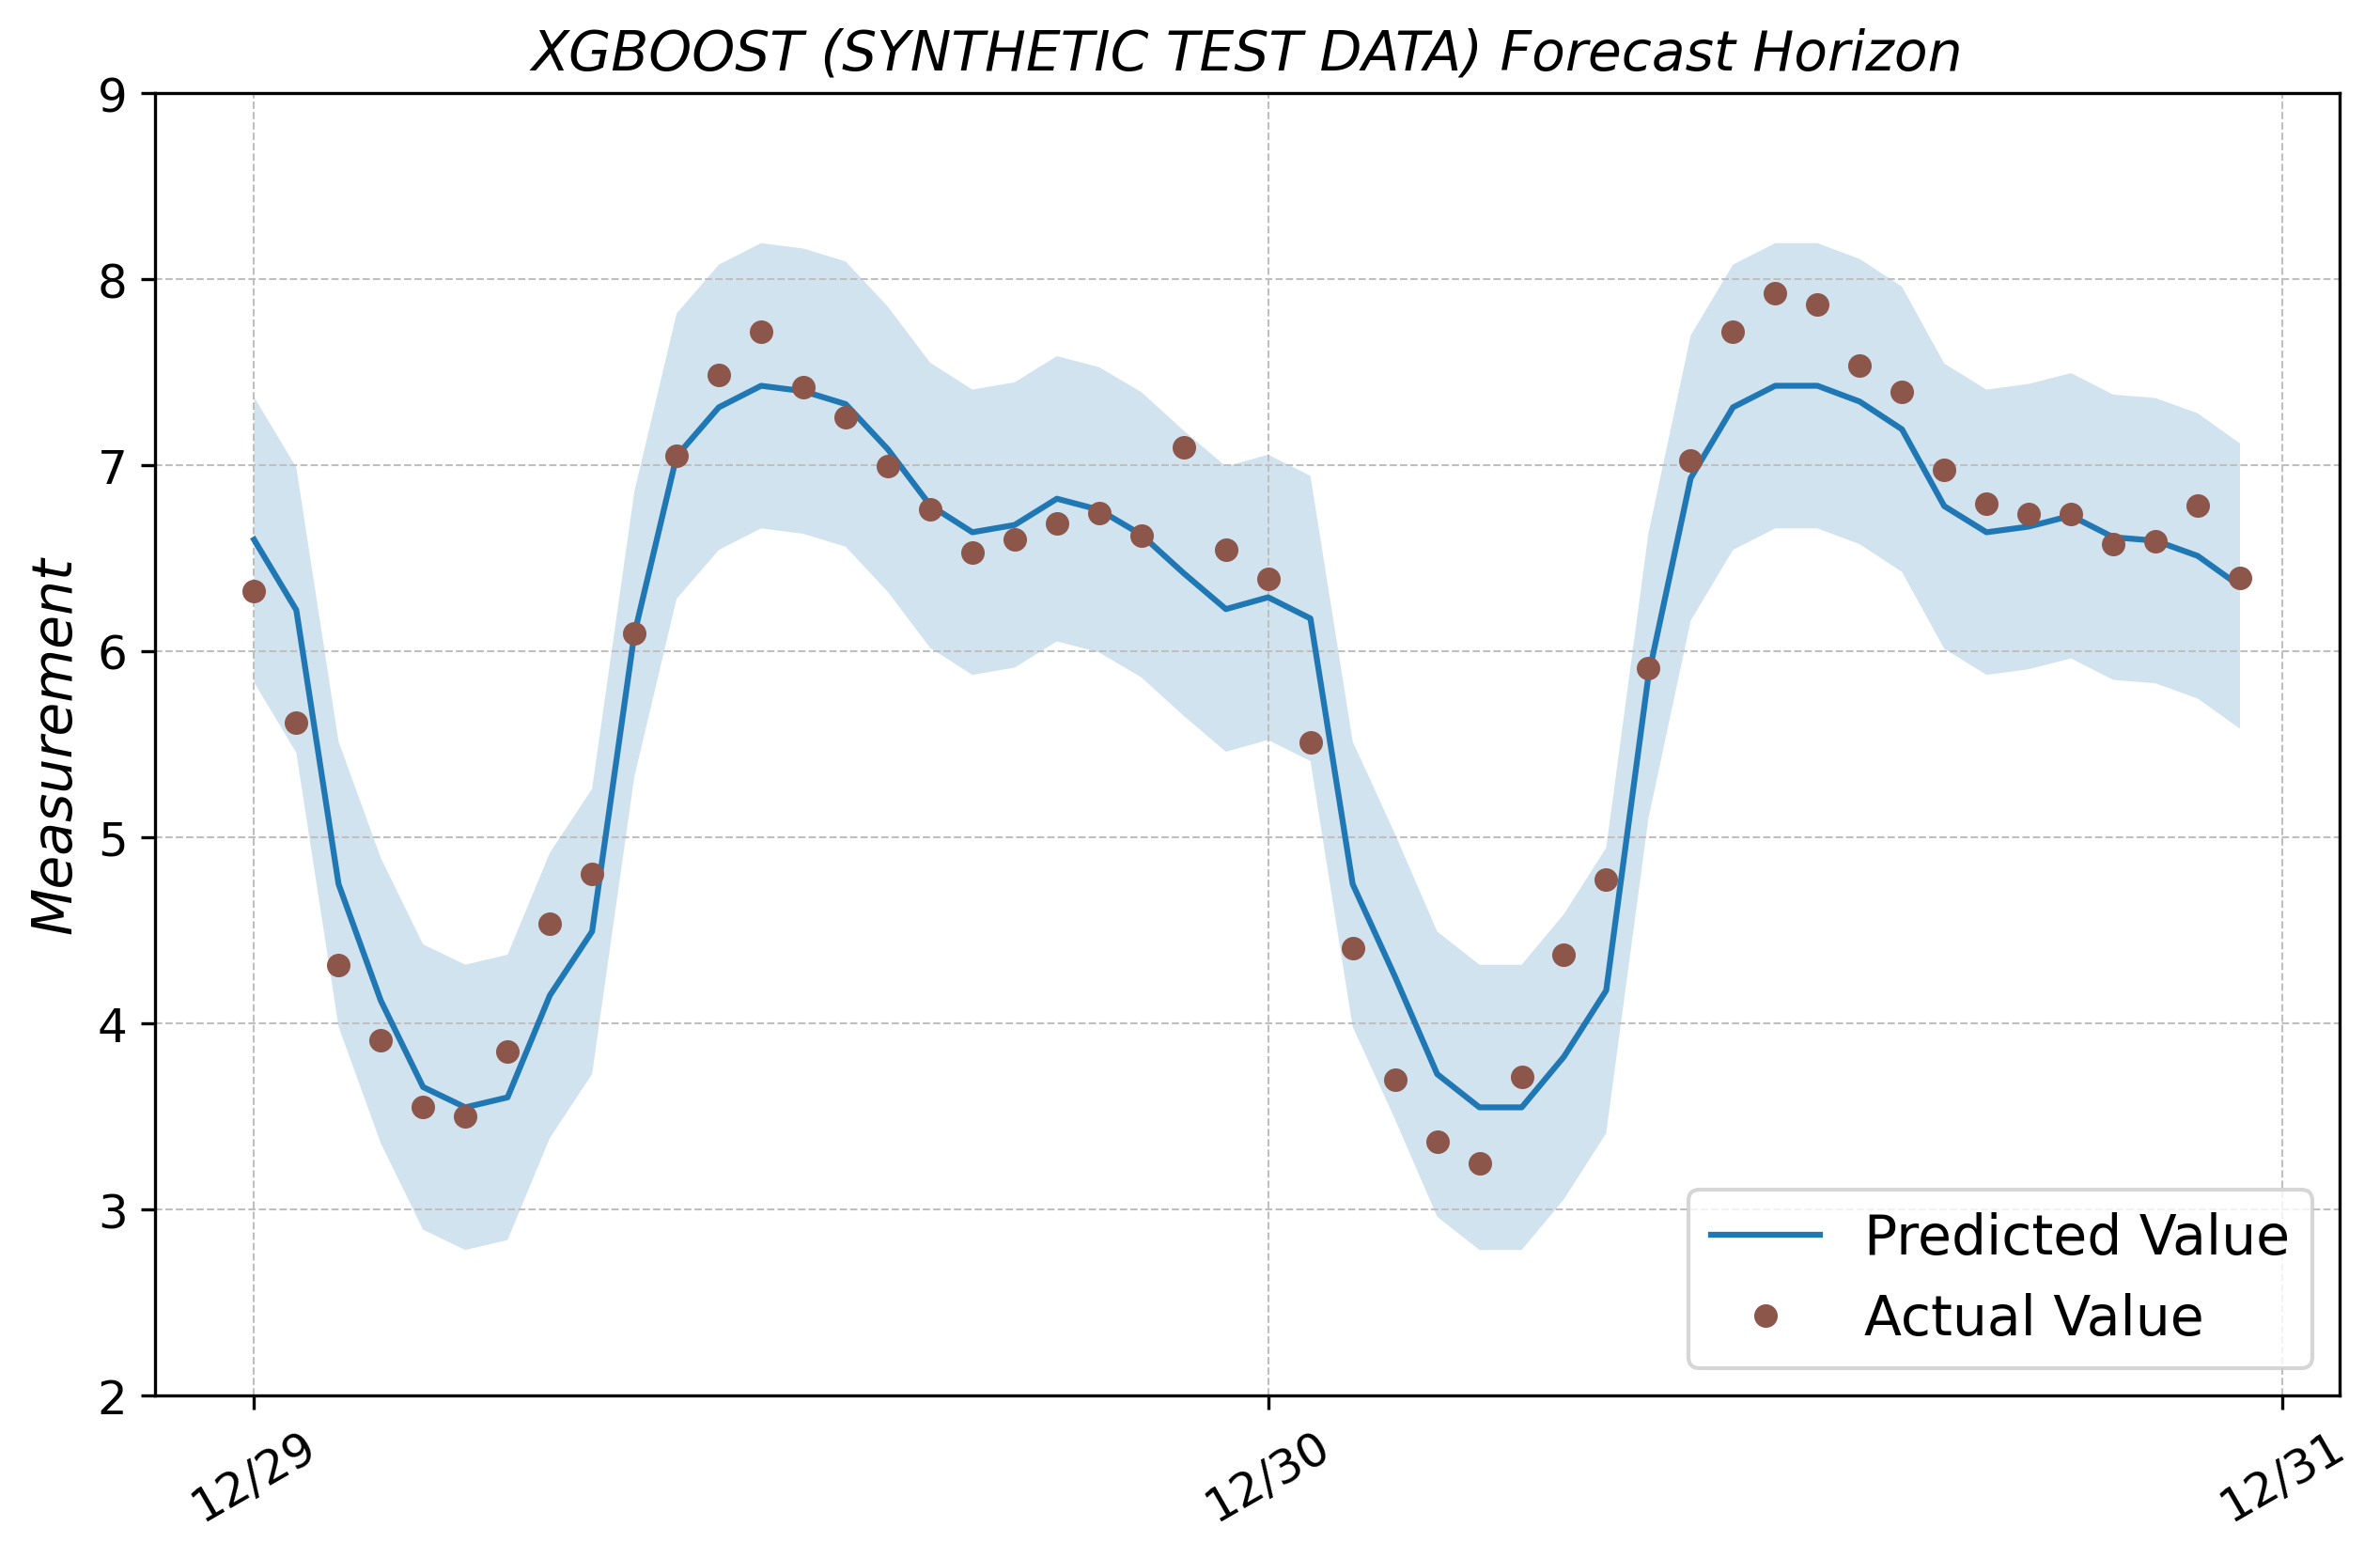 XGBOOST (SYNTHETIC TEST DATA) Forecast Horizon
9
8
7
6
5
4
3
2
Measurement
Predicted Value
Actual Value
12/29
12/30
12/31